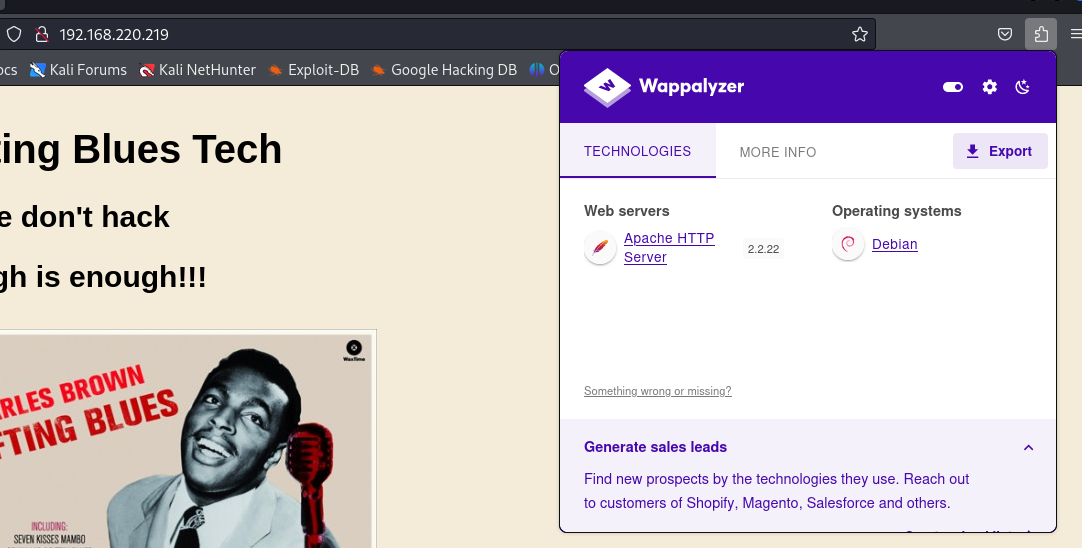 192.168.220.219
ocs Kali Forums Kali NetHunter Exploit-DB Google Hacking DB O
Wappalyzer
TECHNOLOGIES MORE INFO Export
Web servers Operating systems
Apache HTTP Server 2.2.22 Debian
Something wrong or missing?
Generate sales leads
Find new prospects by the technologies they use. Reach out
to customers of Shopify, Magento, Salesforce and others.
ting Blues Tech
e don't hack
gh is enough!!!
WaxTime
RLES BROWN
FTING BLUES
INCLUDING:
SEVEN KISSES MAMBO